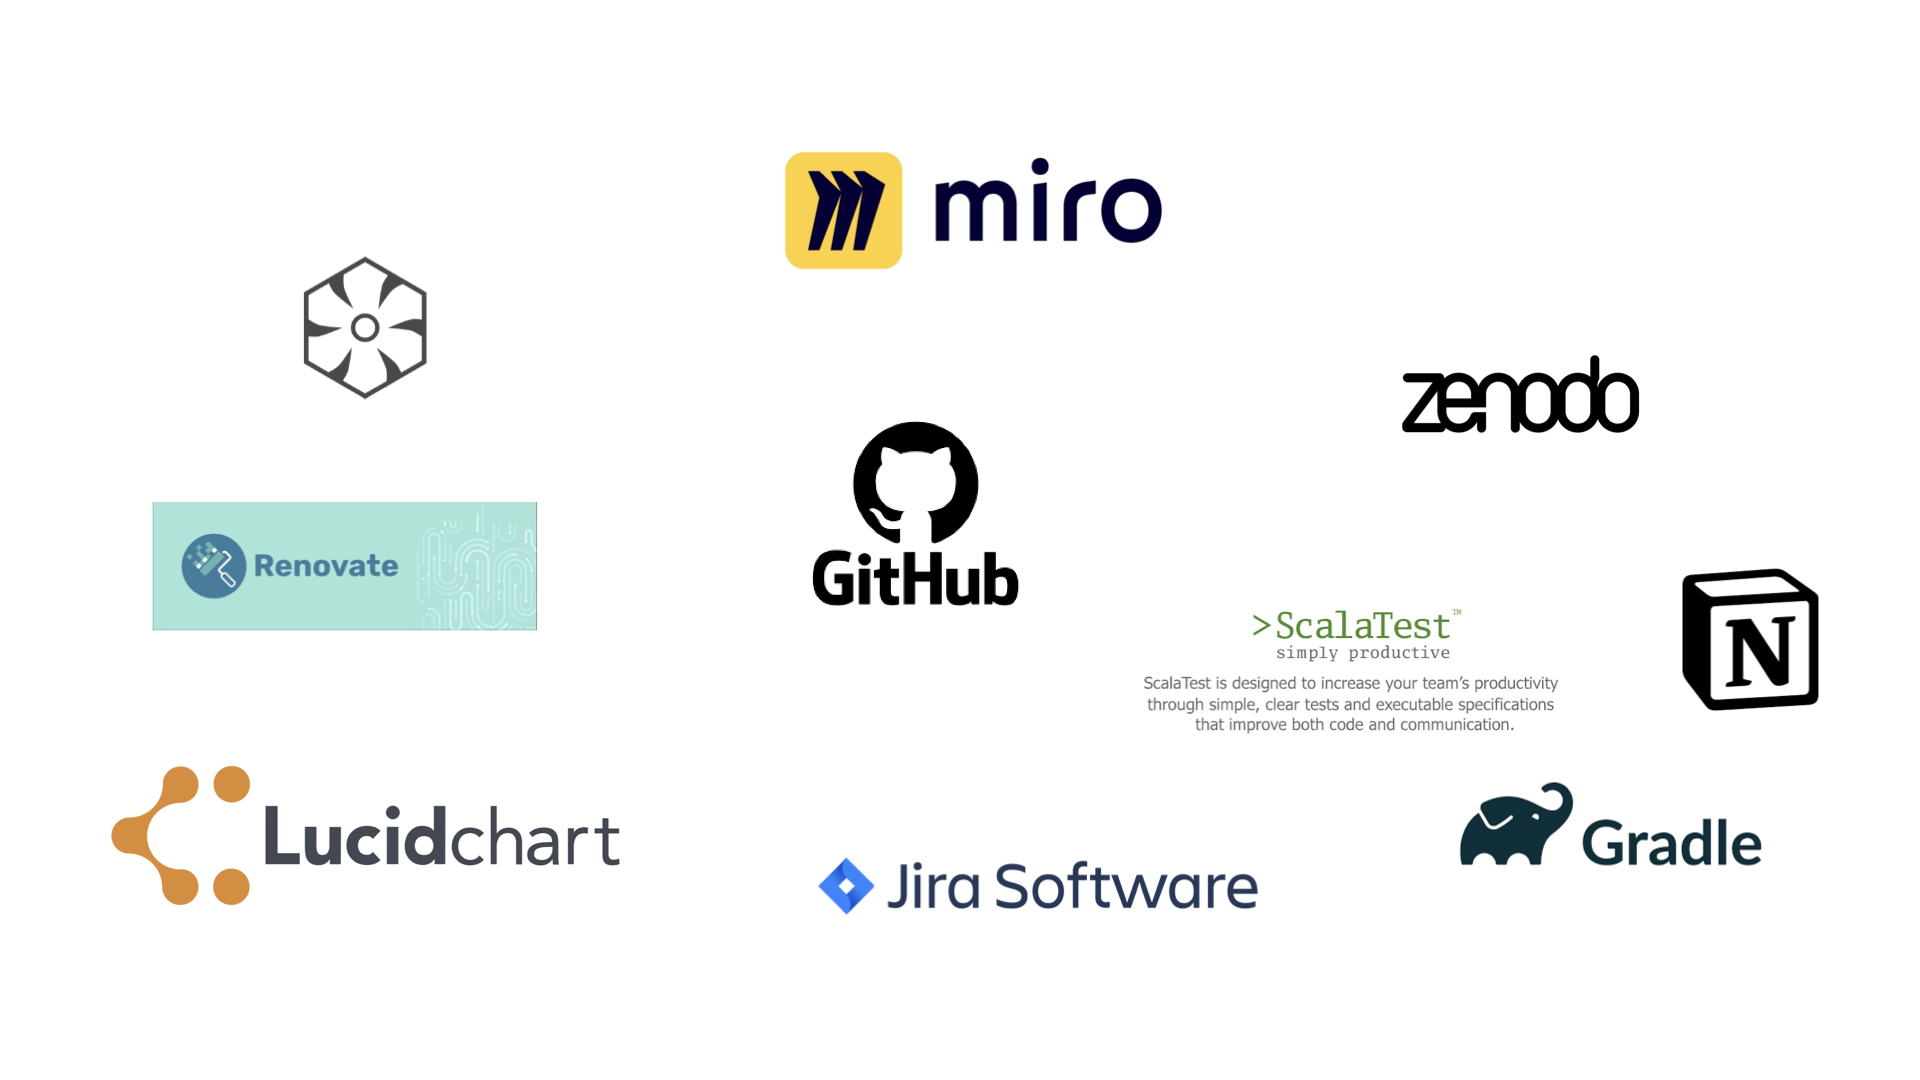 miro
zenodo
GitHub
Renovate
>ScalaTest™
simply productive
ScalaTest is designed to increase your team's productivity
through simple, clear tests and executable specifications
that improve both code and communication.
N
Lucidchart
Jira Software
Gradle